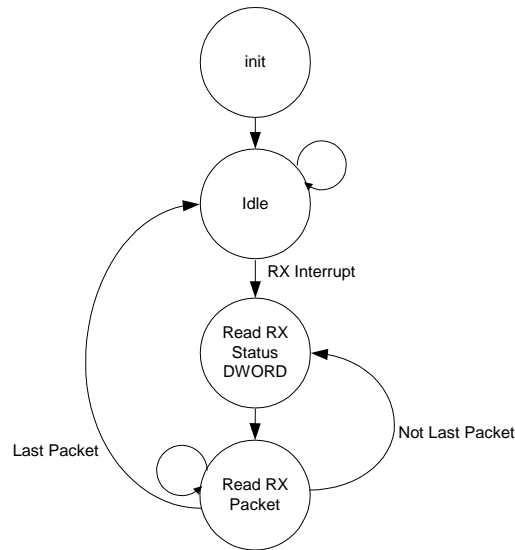 init
Idle
RX Interrupt
Read RX
Status
DWORD
Not Last Packet
Last Packet
Read RX
Packet